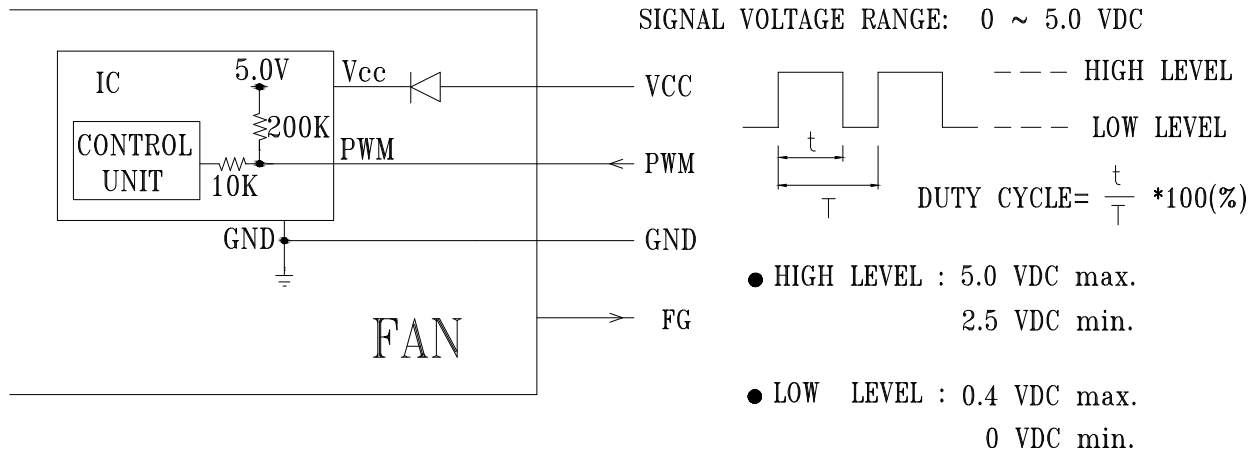 SIGNAL VOLTAGE RANGE: 0 ~ 5.0 VDC
IC
5.0V
Vcc
VCC
200K
CONTROL
UNIT
10K
PWM
PWM
GND
GND
FG
FAN
HIGH LEVEL
LOW LEVEL
t
T
DUTY CYCLE= t/T *100(%)
● HIGH LEVEL : 5.0 VDC max.
2.5 VDC min.
● LOW LEVEL : 0.4 VDC max.
0 VDC min.